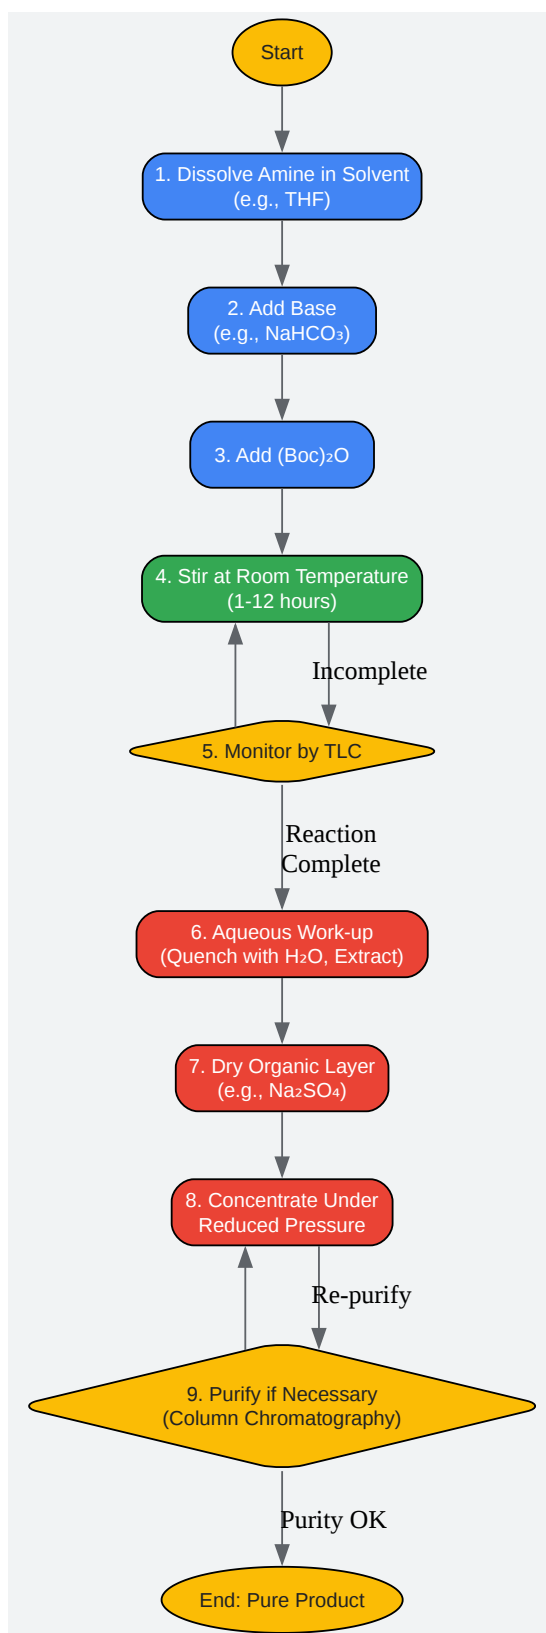 Start
1. Dissolve Amine in Solvent
(e.g., THF)
2. Add Base
(e.g., NaHCO₃)
3. Add (Boc)₂O
4. Stir at Room Temperature
(1-12 hours)
Incomplete
5. Monitor by TLC
Reaction
Complete
6. Aqueous Work-up
(Quench with H₂O, Extract)
7. Dry Organic Layer
(e.g., Na₂SO₄)
8. Concentrate Under
Reduced Pressure
Re-purify
9. Purify if Necessary
(Column Chromatography)
Purity OK
End: Pure Product